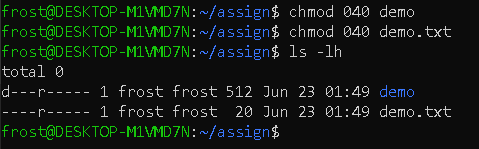 frost@DESKTOP-M1VMD7N:~/assign$ chmod 040 demo
frost@DESKTOP-M1VMD7N:~/assign$ chmod 040 demo.txt
frost@DESKTOP-M1VMD7N:~/assign$ ls -lh
total 0
d---r----- 1 frost frost 512 Jun 23 01:49 demo
----r----- 1 frost frost  20 Jun 23 01:49 demo.txt
frost@DESKTOP-M1VMD7N:~/assign$